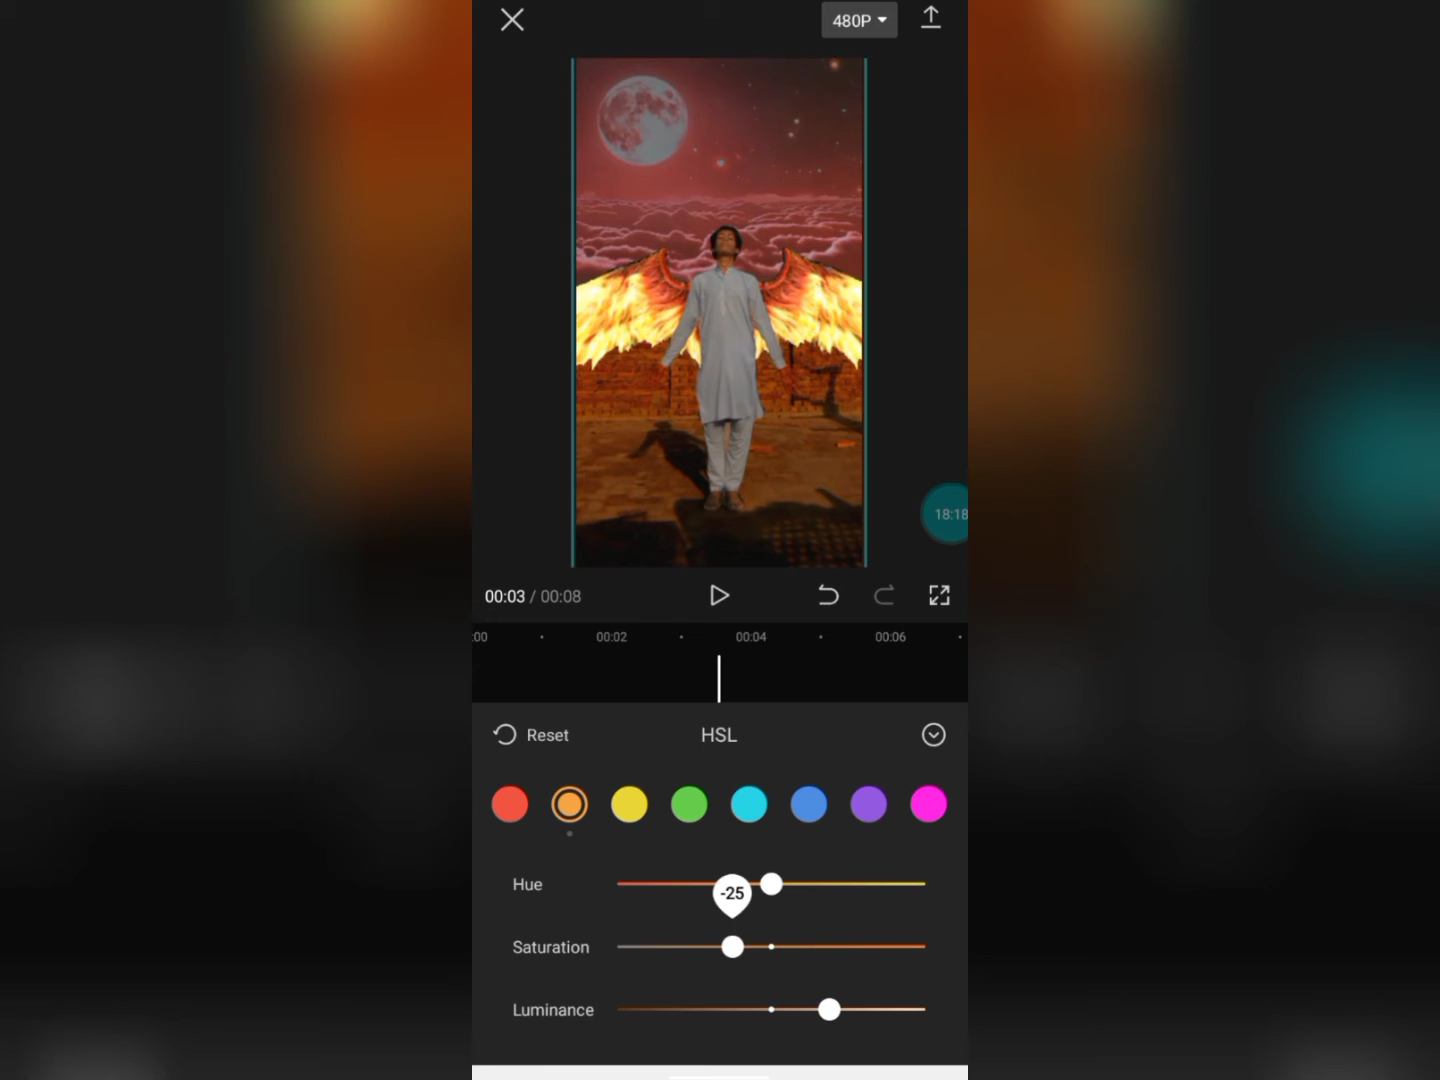 480P
18:18
00:03 / 00:08
:00 00:02 00:04 00:06
Reset HSL
Hue
-25
Saturation
Luminance